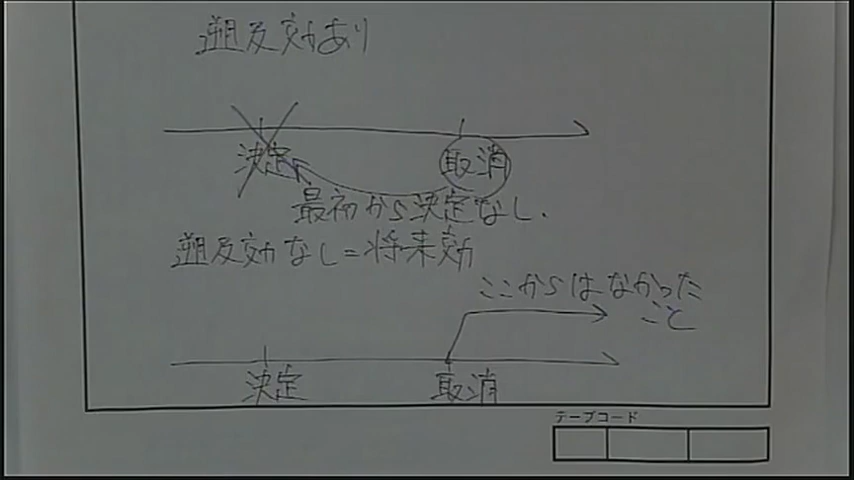 遡及効あり
決定
取消
最初から決定なし.
遡及効なし=将来効
ここからはなかった
こと
決定
取消
テープコード